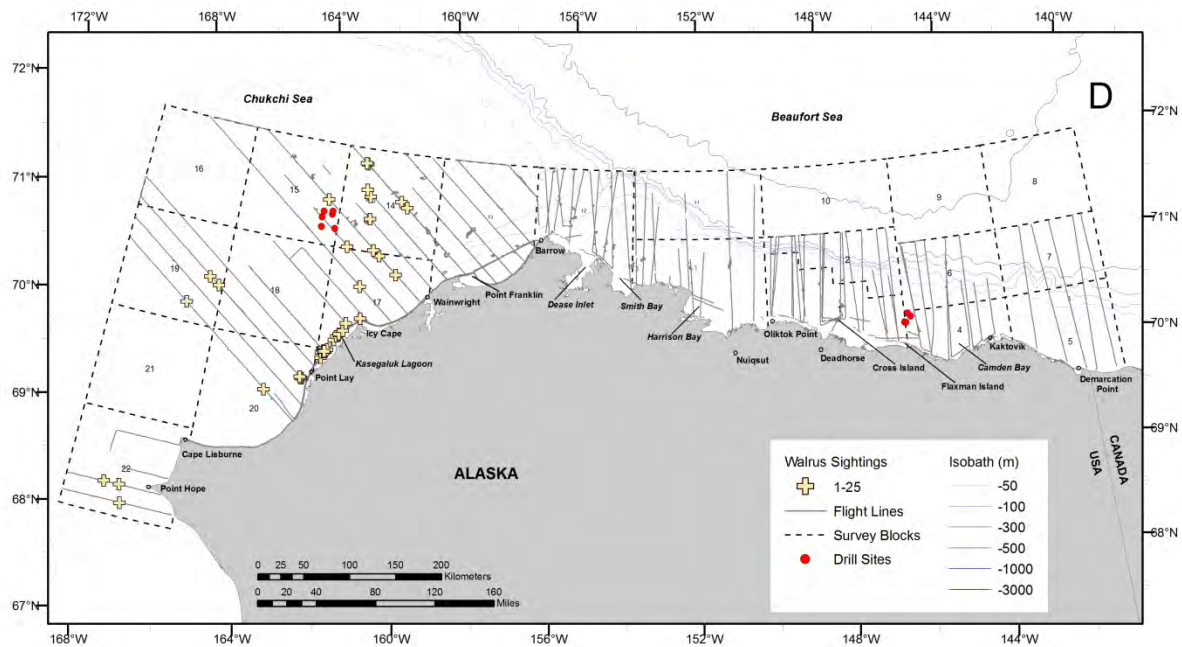 172°W 168°W 164°W 160°W 156°W 152°W 148°W 144°W 140°W
72°N 72°N
Chukchi Sea
D
Beaufort Sea
71°N 71°N
16
15
14
13
12
11
10
9
8
Barrow
70°N 70°N
19
18
17
Wainwright
Point Franklin
Dease Inlet
Smith Bay
Harrison Bay
2
6
7
4
5
Icy Cape
Kasegaluk Lagoon
Oliktok Point
Nuiqsut
Deadhorse
Cross Island
Flaxman Island
Camden Bay
Kaktovik
Demarcation
Point
69°N 69°N
21
20
Point Lay
Cape Lisburne
22
Point Hope
ALASKA
CANADA
USA
68°N 68°N
67°N
Walrus Sightings
1-25
Flight Lines
Survey Blocks
Drill Sites
Isobath (m)
-50
-100
-300
-500
-1000
-3000
0 25 50 100 150 200
Kilometers
0 20 40 80 120 160
Miles
168°W 164°W 160°W 156°W 152°W 148°W 144°W